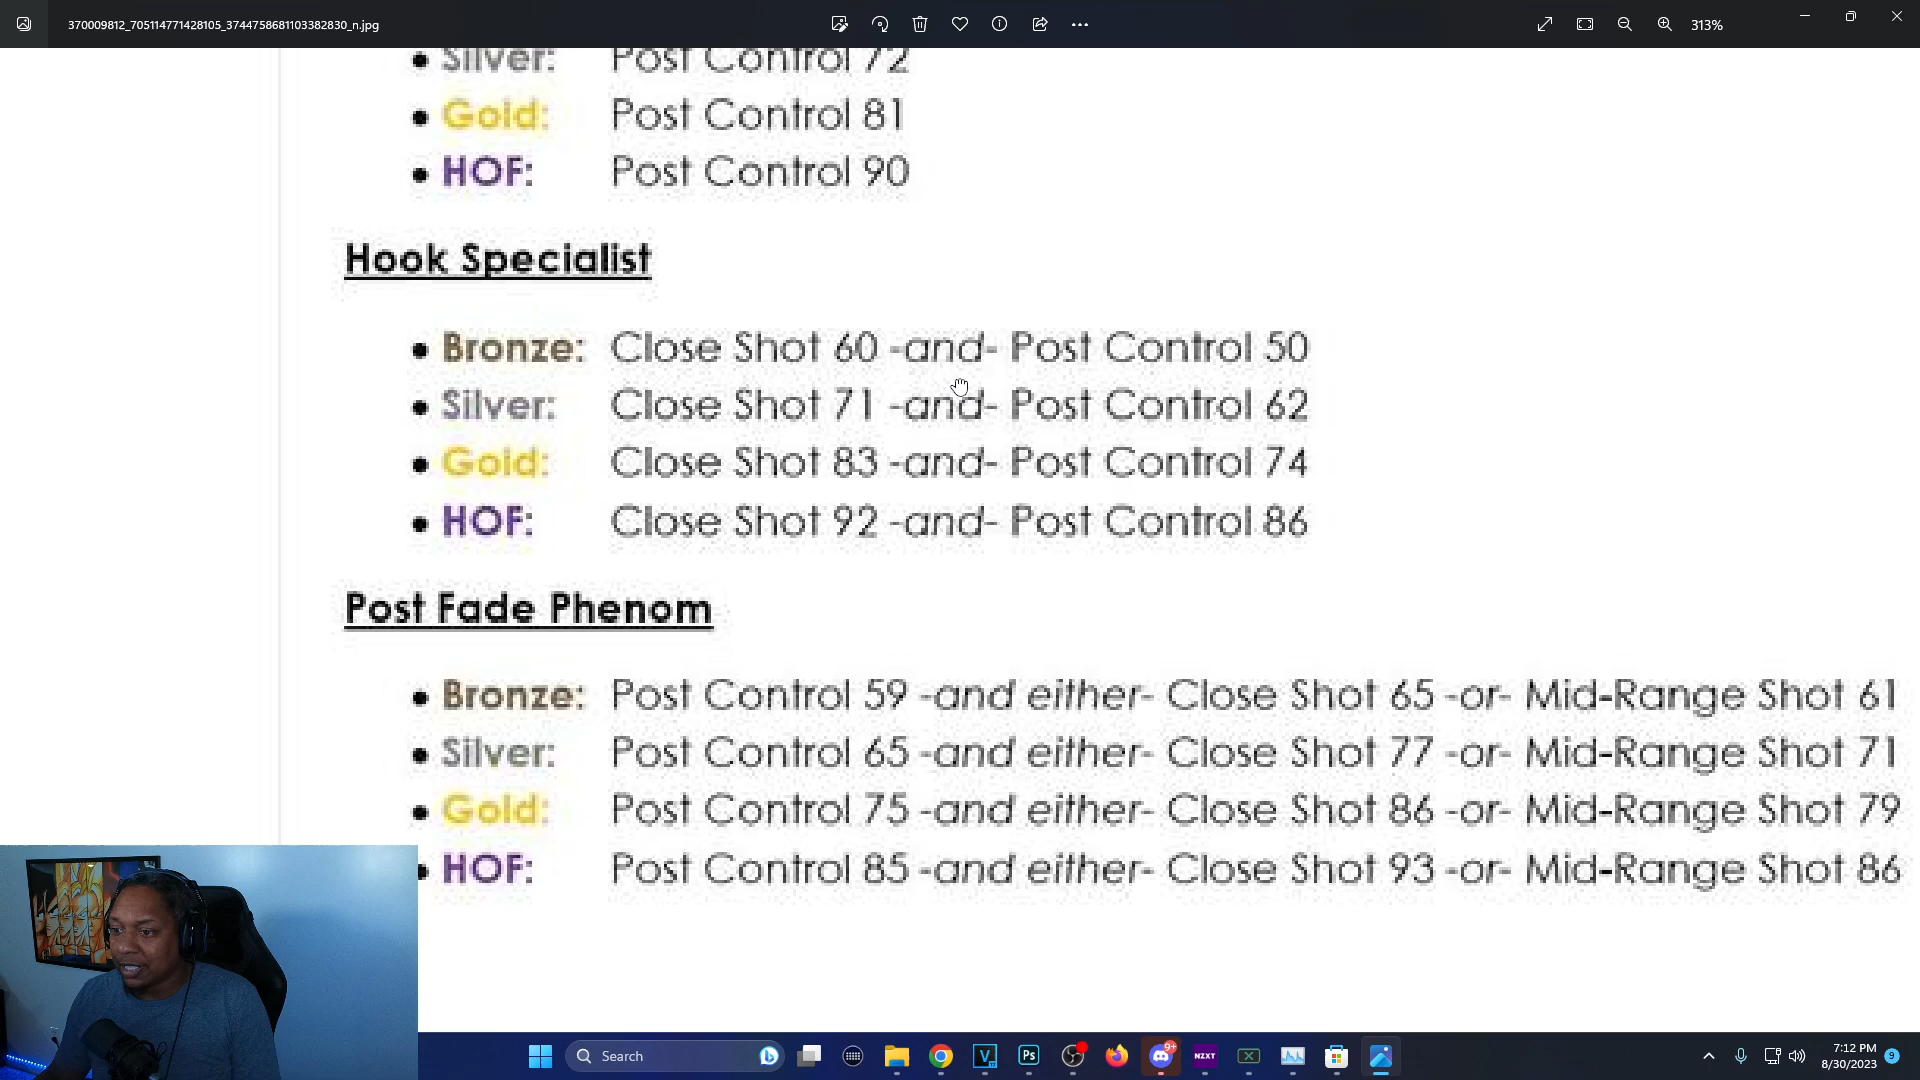 370009812_705114771428105_3744758681103382830_n.jpg
313%
Silver: Post Control 72
Gold: Post Control 81
HOF: Post Control 90
Hook Specialist
Bronze: Close Shot 60 -and- Post Control 50
Silver: Close Shot 71 -and- Post Control 62
Gold: Close Shot 83 -and- Post Control 74
HOF: Close Shot 92 -and- Post Control 86
Post Fade Phenom
Bronze: Post Control 59 -and either- Close Shot 65 -or- Mid-Range Shot 61
Silver: Post Control 65 -and either- Close Shot 77 -or- Mid-Range Shot 71
Gold: Post Control 75 -and either- Close Shot 86 -or- Mid-Range Shot 79
HOF: Post Control 85 -and either- Close Shot 93 -or- Mid-Range Shot 86
Search
V
Ps
9+
NZXT
7:12 PM
8/30/2023
9